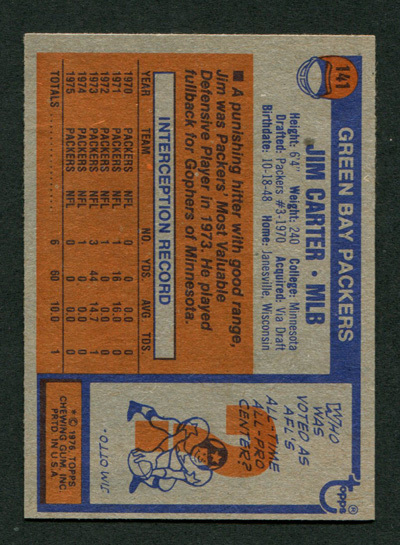 141
GREEN BAY PACKERS
JIM CARTER • MLB
Height: 6'4" Weight: 240 College: Minnesota
Drafted: Packers #3-1970 Acquired: Via Draft
Birthdate: 10-18-48 Home: Janesville, Wisconsin
■ A punishing hitter with good range,
Jim was Packers' Most Valuable
Defensive Player in 1973. He played
fullback for Gophers of Minnesota.
INTERCEPTION RECORD
YEAR TEAM NO. YDS. AVG TDS
1970 PACKERS NFL 0 0 0.0 0
1971 PACKERS NFL 1 16 16.0 0
1972 PACKERS NFL 1 0 0.0 0
1973 PACKERS NFL 3 44 14.7 1
1974 PACKERS NFL 1 0 0.0 0
1975 PACKERS NFL 0 0 0.0 0
TOTALS 6 60 10.0 1
Topps®
WHO
WAS
VOTED AS
AFL'S
ALL-TIME
ALL-PRO
CENTER?
JIM OTTO.
* © 1976 TOPPS
CHEWING GUM, INC
PRTD IN U.S.A.